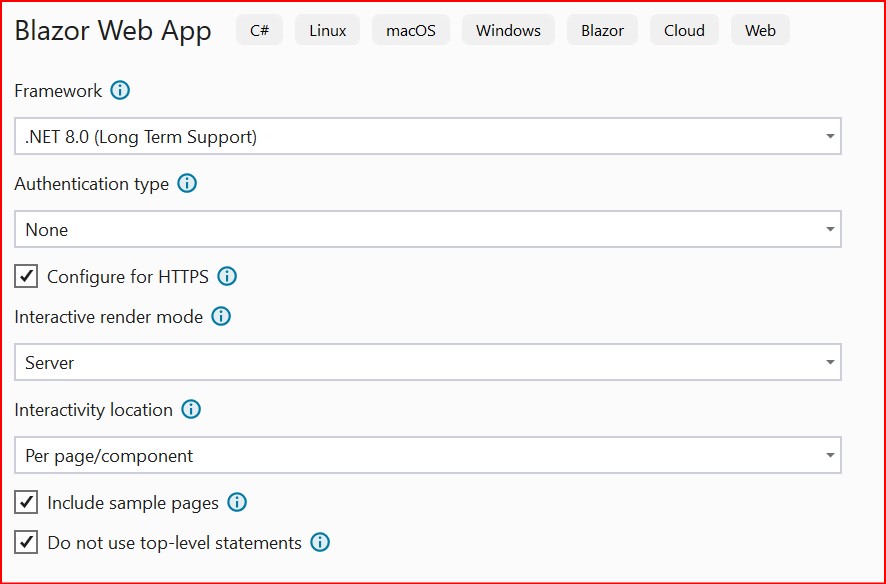 Blazor Web App C# Linux macOS Windows Blazor Cloud Web
Framework
.NET 8.0 (Long Term Support)
Authentication type
None
Configure for HTTPS
Interactive render mode
Server
Interactivity location
Per page/component
Include sample pages
Do not use top-level statements